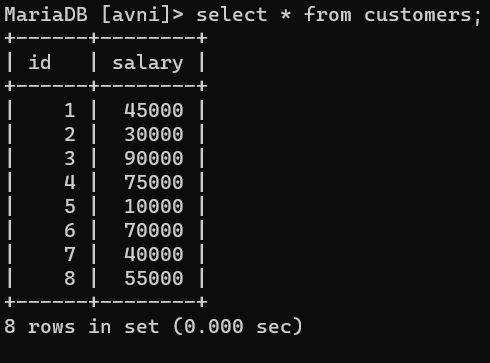 MariaDB [avni]> select * from customers;
+------+--------+
| id   | salary |
+------+--------+
|    1 |  45000 |
|    2 |  30000 |
|    3 |  90000 |
|    4 |  75000 |
|    5 |  10000 |
|    6 |  70000 |
|    7 |  40000 |
|    8 |  55000 |
+------+--------+
8 rows in set (0.000 sec)